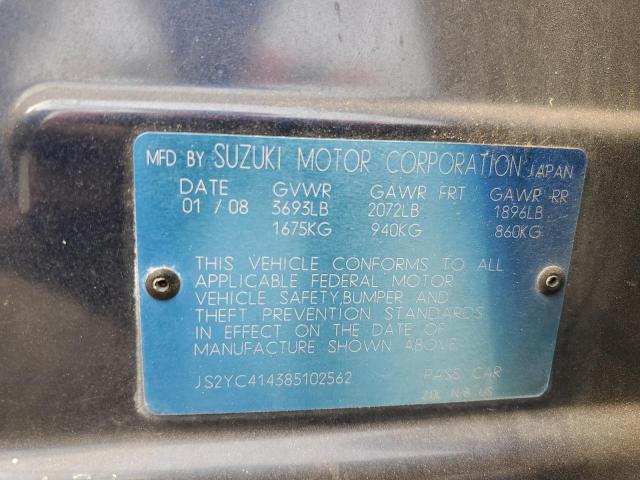 MFD BY SUZUKI MOTOR CORPORATION JAPAN
DATE GVWR GAWR FRT GAWR RR
01 / 08 3693LB 2072LB 1896LB
1675KG 940KG 860KG
THIS VEHICLE CONFORMS TO ALL
APPLICABLE FEDERAL MOTOR
VEHICLE SAFETY,BUMPER AND
THEFT PREVENTION STANDARDS
IN EFFECT ON THE DATE OF
MANUFACTURE SHOWN ABOVE.
JS2YC414385102562 PASS CAR